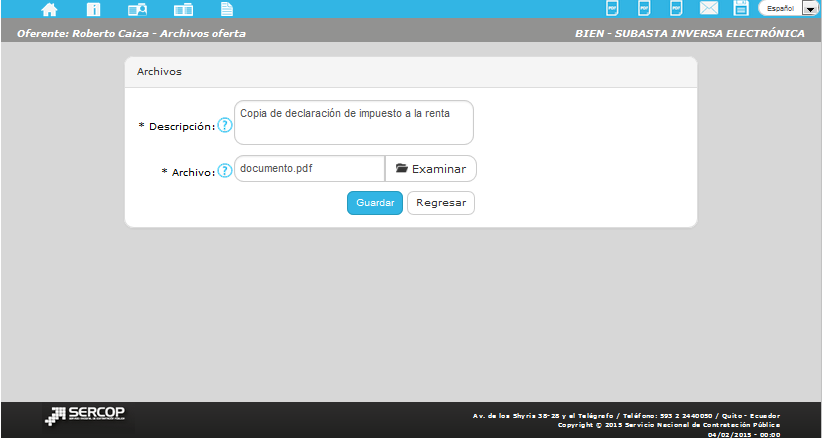 Español
Oferente: Roberto Caiza - Archivos oferta
BIEN - SUBASTA INVERSA ELECTRÓNICA
Archivos
* Descripción: ?
Copia de declaración de impuesto a la renta
* Archivo: ?
documento.pdf
Examinar
Guardar
Regresar
SERCOP
Av. de los Shyris 38-28 y el Telégrafo / Teléfono: 593 2 2440050 / Quito - Ecuador
Copyright © 2015 Servicio Nacional de Contratación Pública
04/02/2015 - 00:00